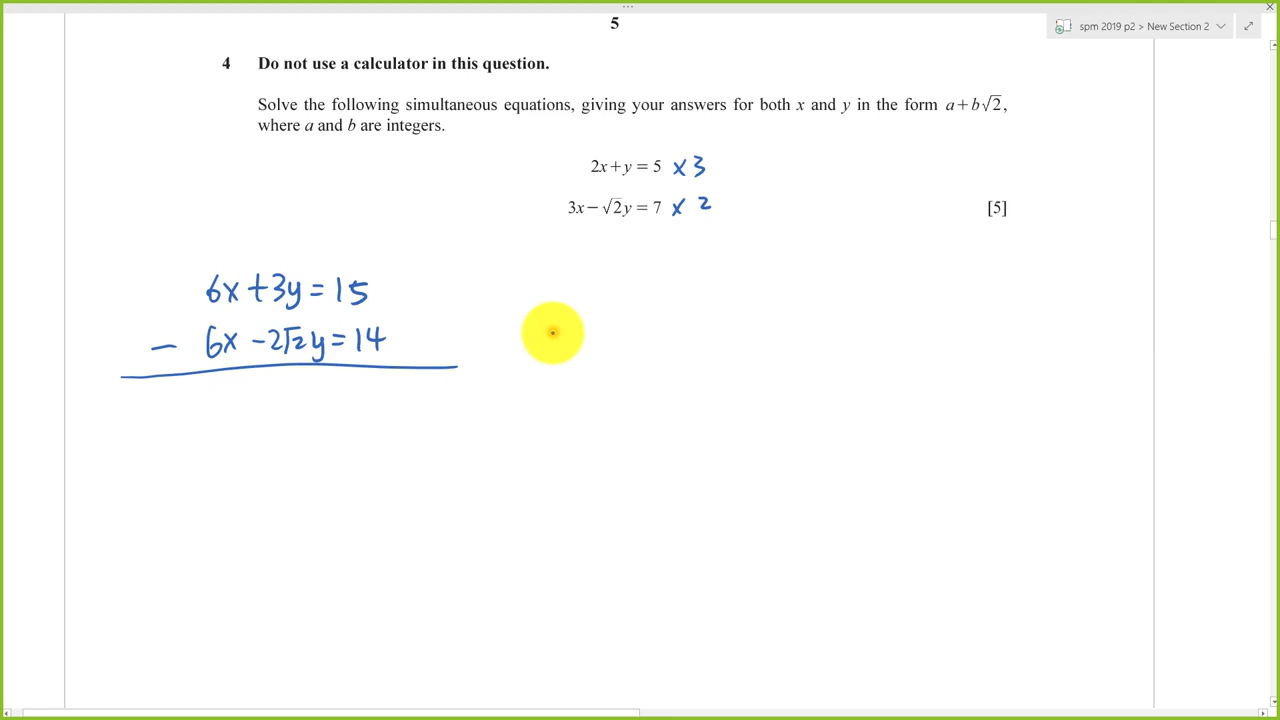 5
spm 2019 p2 > New Section 2
4 Do not use a calculator in this question.
Solve the following simultaneous equations, giving your answers for both x and y in the form a+b√2,
where a and b are integers.
2x+y = 5 × 3
3x−√2y = 7 × 2
[5]
6x + 3y = 15
− 6x − 2√2y = 14